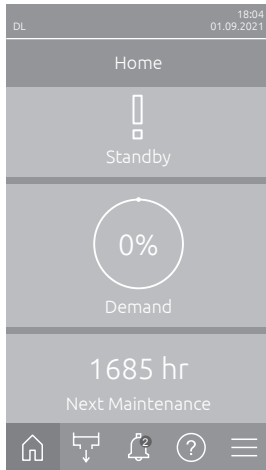 18:04
DL 01.09.2021
Home
Standby
0%
Demand
1685 hr
Next Maintenance
2
?